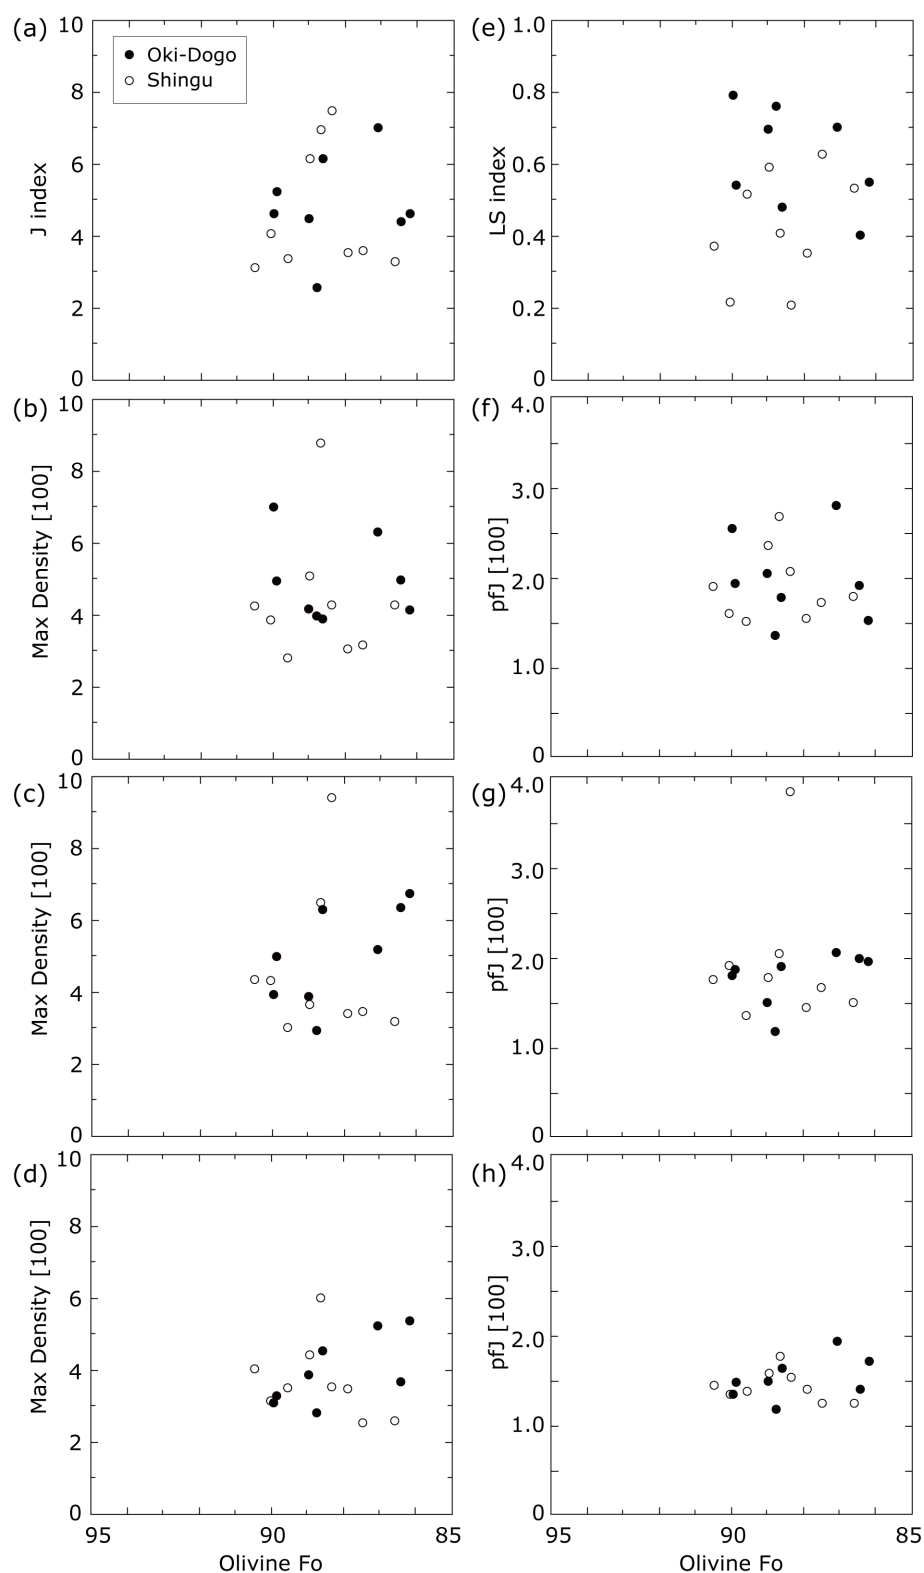 (a)
10
8
6
4
2
0
J index
Oki-Dogo
Shingu
(e)
1.0
0.8
0.6
0.4
0.2
0
LS index
(b)
10
8
6
4
2
0
Max Density [100]
(f)
4.0
3.0
2.0
1.0
0
pfJ [100]
(c)
10
8
6
4
2
0
Max Density [100]
(g)
4.0
3.0
2.0
1.0
0
pfJ [100]
(d)
10
8
6
4
2
0
Max Density [100]
95 90 85
Olivine Fo
(h)
4.0
3.0
2.0
1.0
0
pfJ [100]
95 90 85
Olivine Fo